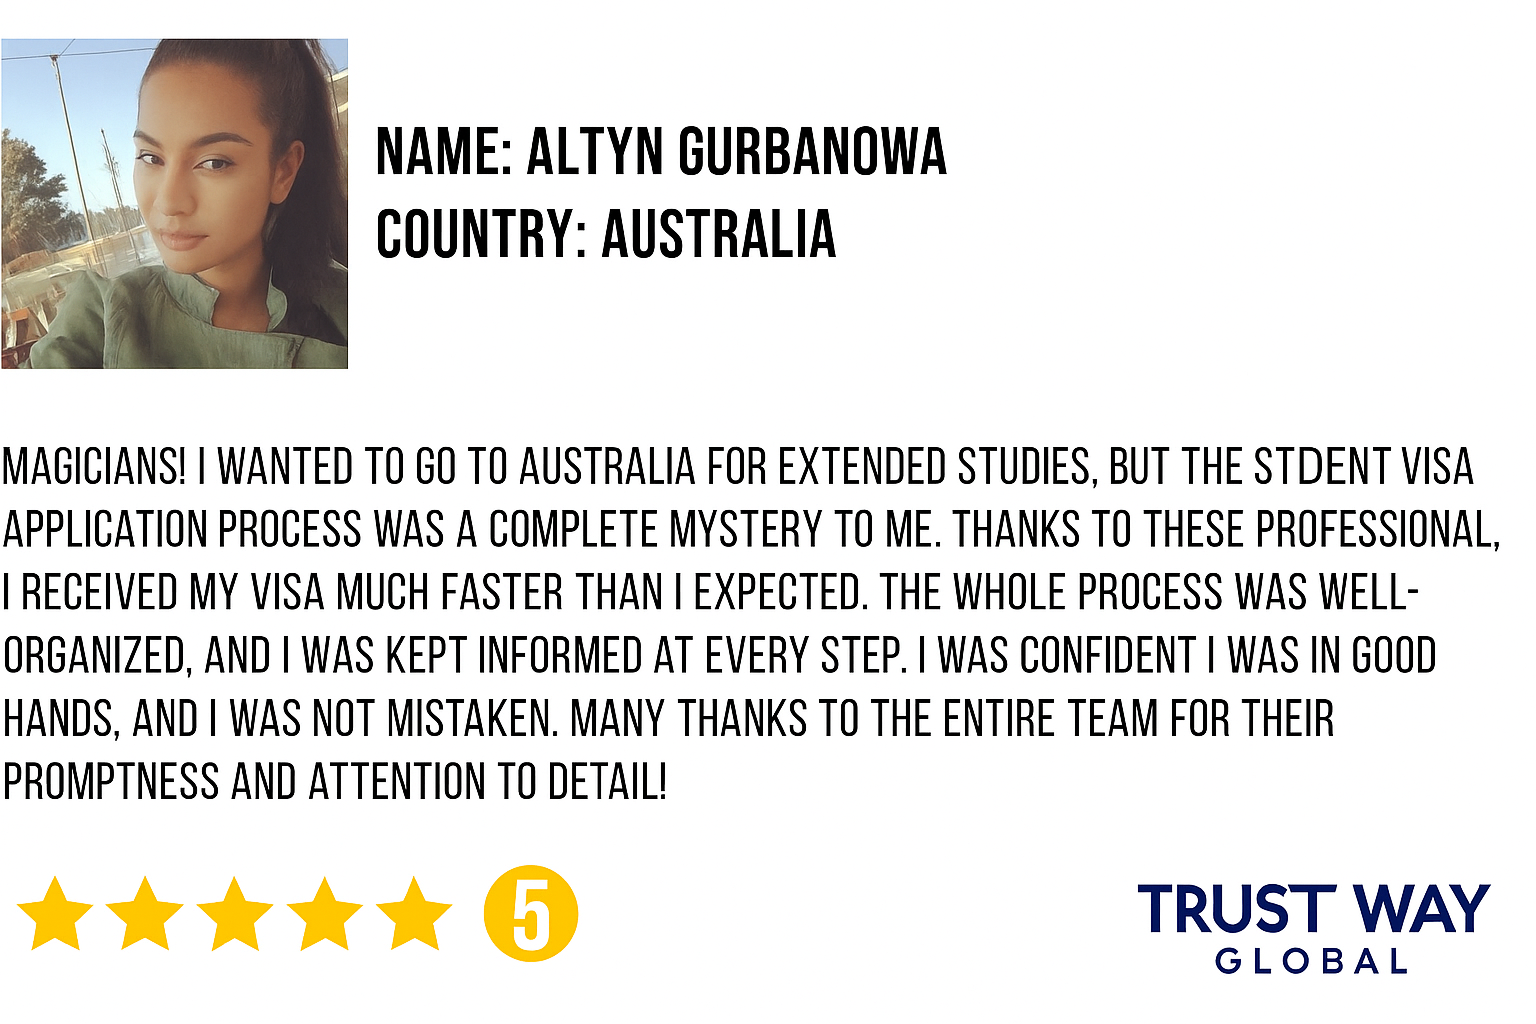 NAME: ALTYN GURBANOWA
COUNTRY: AUSTRALIA
MAGICIANS! I WANTED TO GO TO AUSTRALIA FOR EXTENDED STUDIES, BUT THE STDENT VISA
APPLICATION PROCESS WAS A COMPLETE MYSTERY TO ME. THANKS TO THESE PROFESSIONAL,
I RECEIVED MY VISA MUCH FASTER THAN I EXPECTED. THE WHOLE PROCESS WAS WELL-
ORGANIZED, AND I WAS KEPT INFORMED AT EVERY STEP. I WAS CONFIDENT I WAS IN GOOD
HANDS, AND I WAS NOT MISTAKEN. MANY THANKS TO THE ENTIRE TEAM FOR THEIR
PROMPTNESS AND ATTENTION TO DETAIL!
5
TRUST WAY
GLOBAL